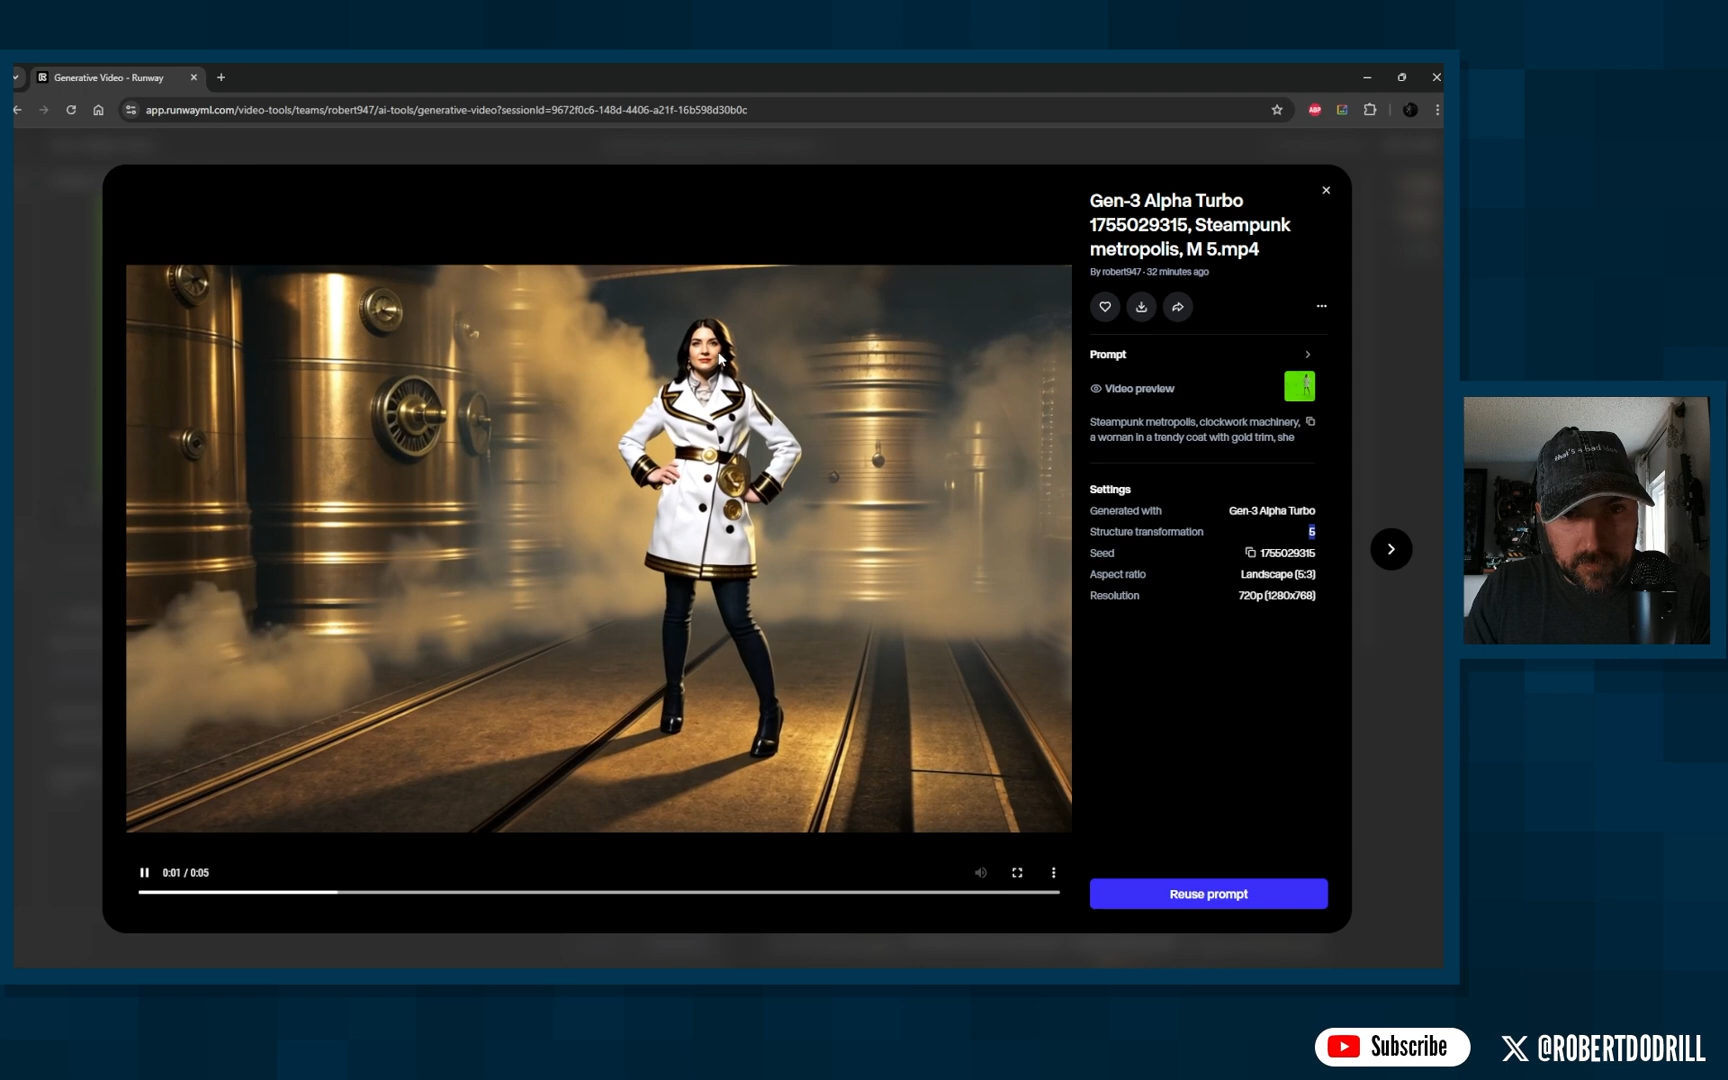 Generative Video - Runway
app.runwayml.com/video-tools/teams/robert947/ai-tools/generative-video?sessionId=9672f0c6-148d-4406-a21f-16b598d30b0c
ABP
Gen-3 Alpha Turbo
1755029315, Steampunk
metropolis, M 5.mp4
By robert947 · 32 minutes ago
Prompt
Video preview
Steampunk metropolis, clockwork machinery,
a woman in a trendy coat with gold trim, she
Settings
Generated with Gen-3 Alpha Turbo
Structure transformation 5
Seed 1755029315
Aspect ratio Landscape (5:3)
Resolution 720p (1280x768)
0:01 / 0:05
Reuse prompt
that's a bad idea
Subscribe
X @ROBERTDODRILL